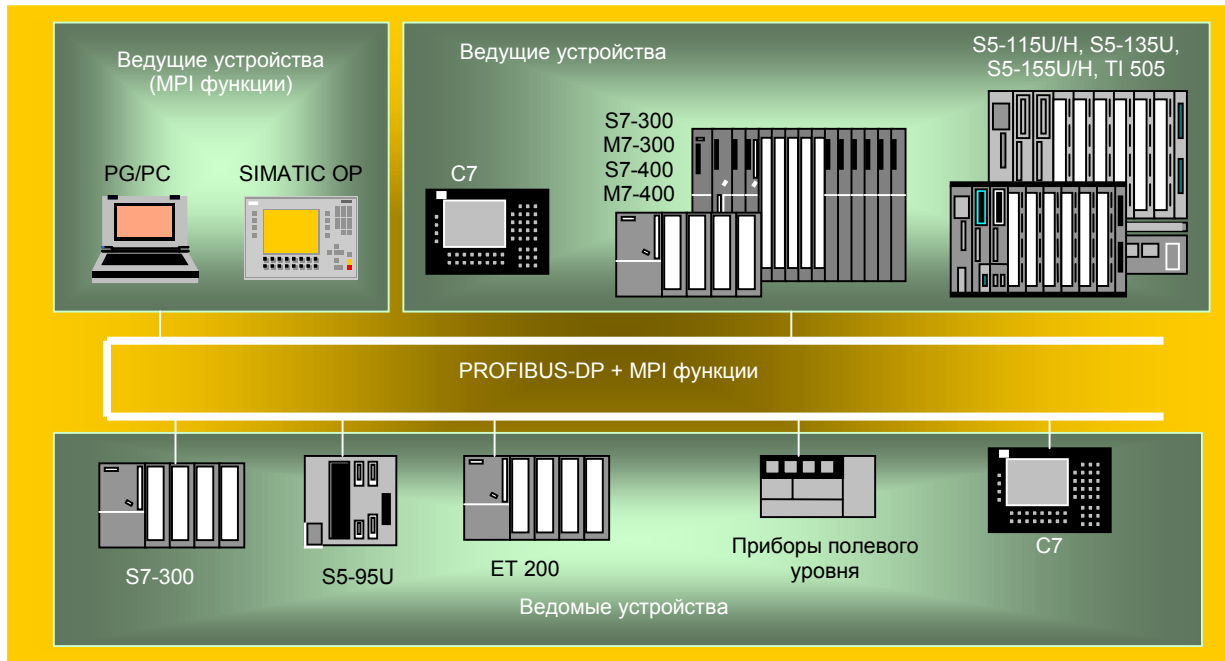 Ведущие устройства
(MPI функции)
PG/PC
SIMATIC OP
Ведущие устройства
C7
S7-300
M7-300
S7-400
M7-400
S5-115U/H, S5-135U,
S5-155U/H, TI 505
PROFIBUS-DP + MPI функции
S7-300
S5-95U
ET 200
Приборы полевого
уровня
C7
Ведомые устройства